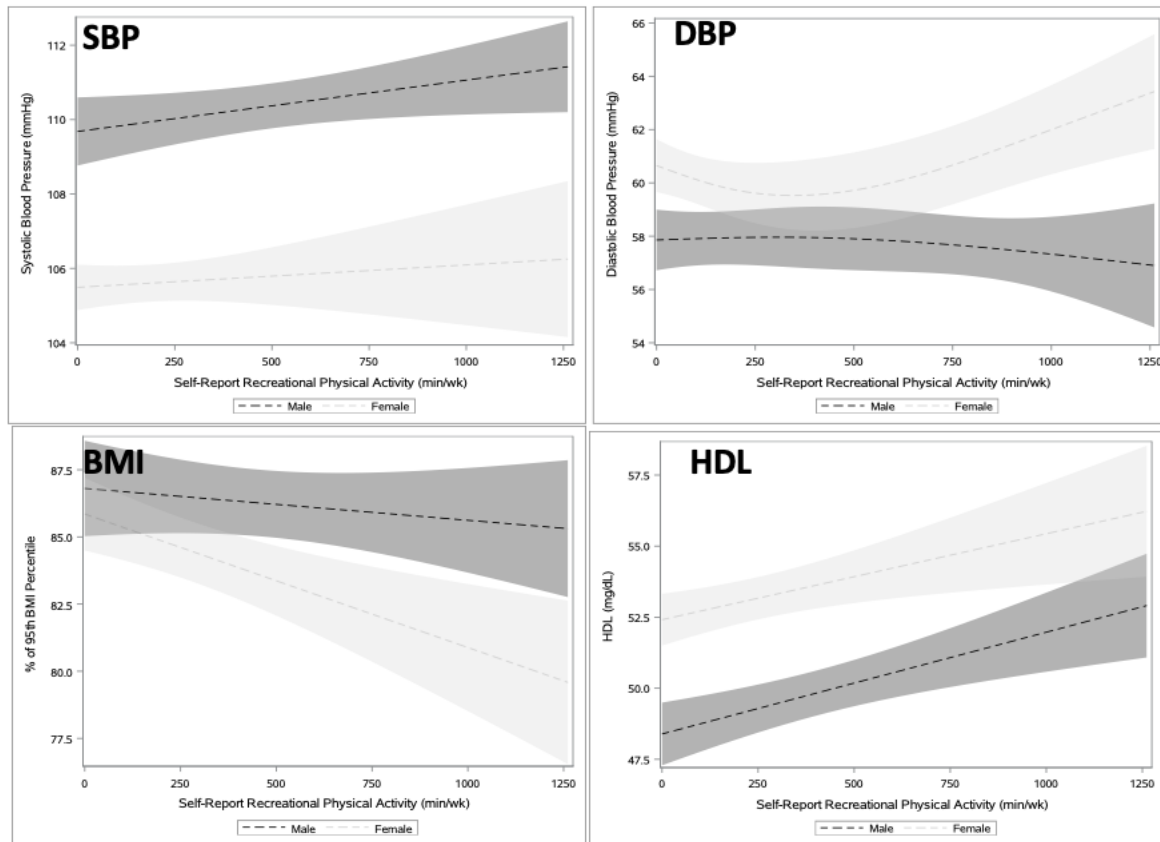 SBP
Systolic Blood Pressure (mmHg)
112
110
108
106
104
0 250 500 750 1000 1250
Self-Report Recreational Physical Activity (min/wk)
Male Female
DBP
Diastolic Blood Pressure (mmHg)
66
64
62
60
58
56
54
0 250 500 750 1000 1250
Self-Report Recreational Physical Activity (min/wk)
Male Female
BMI
% of 95th BMI Percentile
87.5
85.0
82.5
80.0
77.5
0 250 500 750 1000 1250
Self-Report Recreational Physical Activity (min/wk)
Male Female
HDL
HDL (mg/dL)
57.5
55.0
52.5
50.0
47.5
0 250 500 750 1000 1250
Self-Report Recreational Physical Activity (min/wk)
Male Female